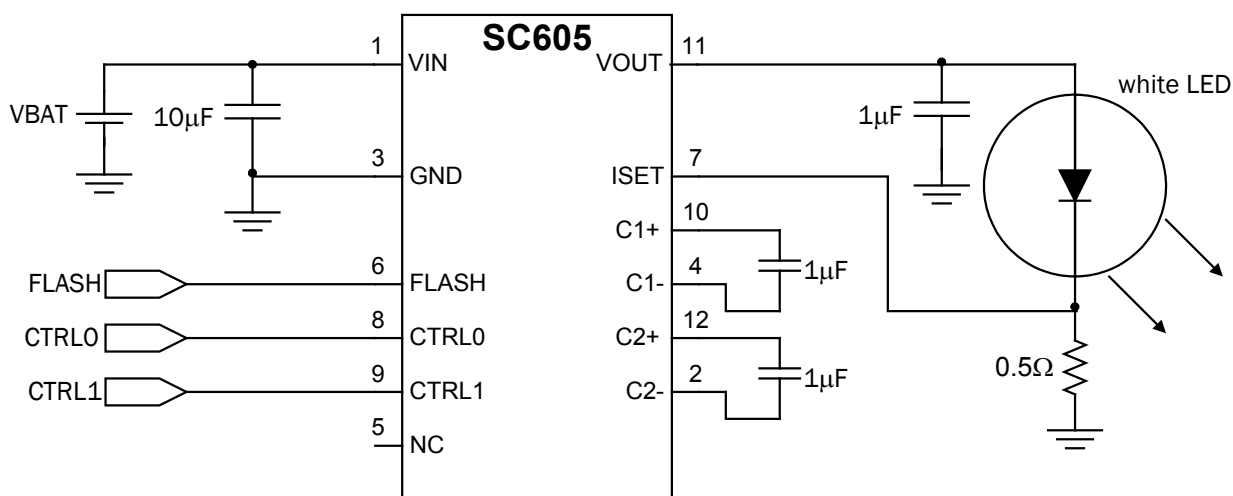 SC605
1
VIN
11
VOUT
white LED
VBAT
10μF
1μF
3
GND
7
ISET
10
C1+
6
FLASH
FLASH
4
C1-
1μF
8
CTRL0
CTRL0
12
C2+
9
CTRL1
CTRL1
2
C2-
1μF
0.5Ω
5
NC